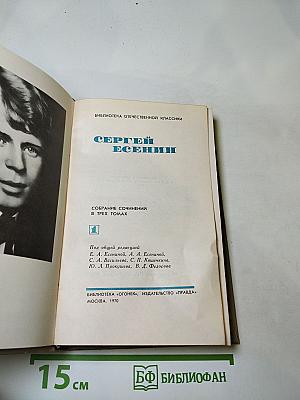 БИБЛИОТЕКА ОТЕЧЕСТВЕННОЙ КЛАССИКИ
СЕРГЕЙ
ЕСЕНИН
СОБРАНИЕ СОЧИНЕНИЙ
В ТРЕХ ТОМАХ
1
Под общей редакцией
Е. А. Есениной, А. А. Есениной,
С. А. Васильева, С. П. Кошечкина,
Ю. Л. Прокушева, В. Д. Федорова
БИБЛИОТЕКА «ОГОНЕК», ИЗДАТЕЛЬСТВО «ПРАВДА»
МОСКВА, 1970
15 см
БФ БИБЛИОФАН